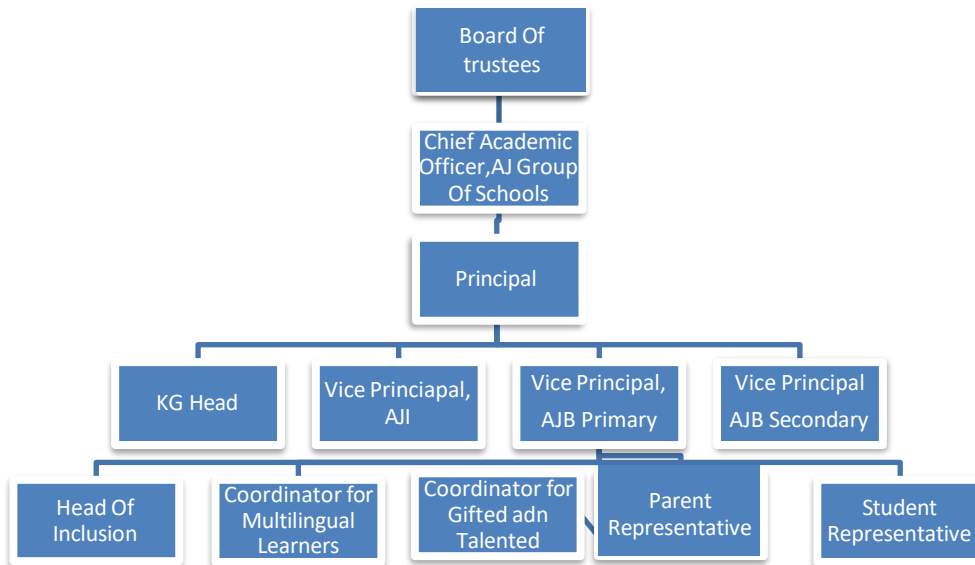 Board Of
trustees
Chief Academic
Officer,AJ Group
Of Schools
Principal
KG Head
Vice Princiapal,
AJI
Vice Principal,
AJB Primary
Vice Principal
AJB Secondary
Head Of
Inclusion
Coordinator for
Multilingual
Learners
Coordinator for
Gifted adn
Talented
Parent
Representative
Student
Representative